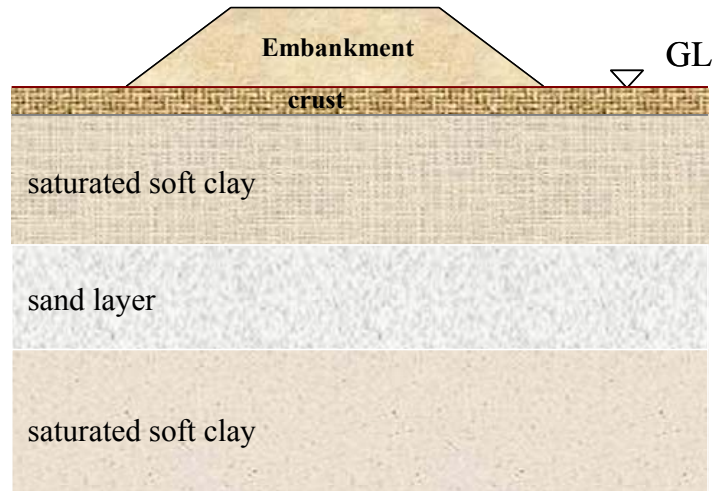 Embankment
GL
crust
saturated soft clay
sand layer
saturated soft clay